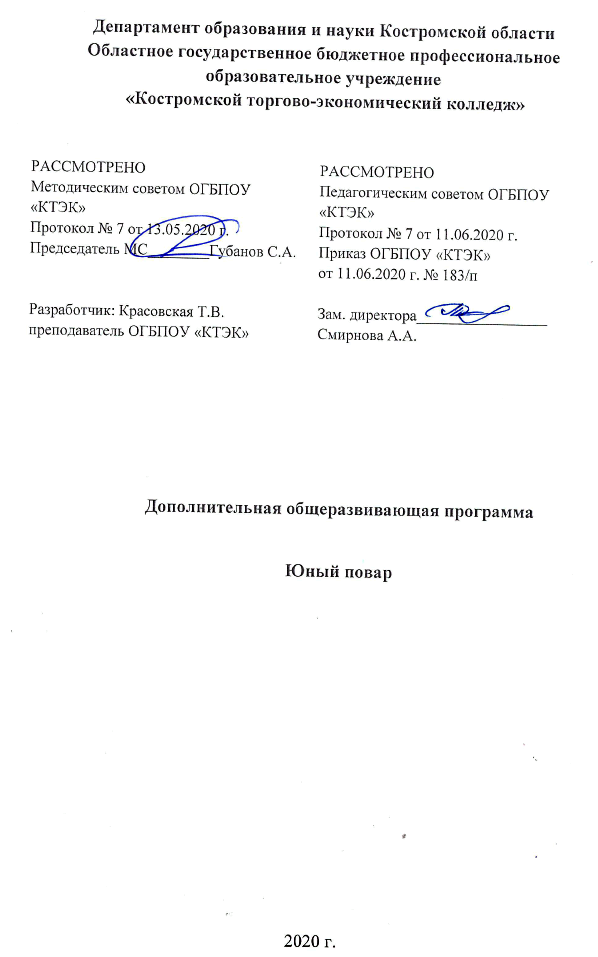 Департамент образования и науки Костромской области
Областное государственное бюджетное профессиональное
образовательное учреждение
«Костромской торгово-экономический колледж»
РАССМОТРЕНО
Методическим советом ОГБПОУ
«КТЭК»
Протокол № 7 от 13.05.2020 г.
Председатель МС________Губанов С.А.
Разработчик: Красовская Т.В.
преподаватель ОГБПОУ «КТЭК»
РАССМОТРЕНО
Педагогическим советом ОГБПОУ
«КТЭК»
Протокол № 7 от 11.06.2020 г.
Приказ ОГБПОУ «КТЭК»
от 11.06.2020 г. № 183/п
Зам. директора________________
Смирнова А.А.
Дополнительная общеразвивающая программа
Юный повар
2020 г.